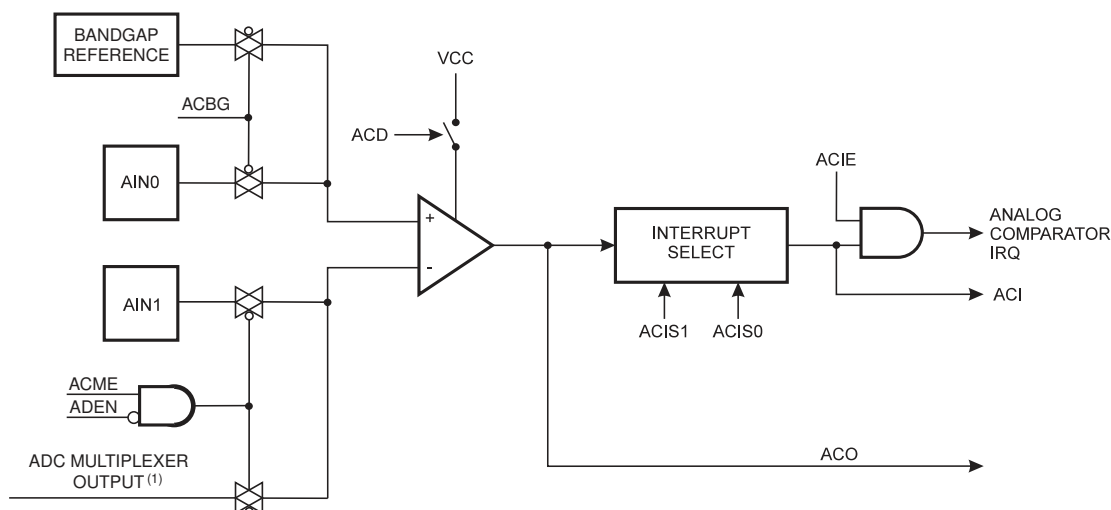 BANDGAP
REFERENCE
ACBG
AIN0
VCC
ACD
+
-
AIN1
ACME
ADEN
ADC MULTIPLEXER
OUTPUT (1)
INTERRUPT
SELECT
ACIS1
ACIS0
ACIE
ANALOG
COMPARATOR
IRQ
ACI
ACO